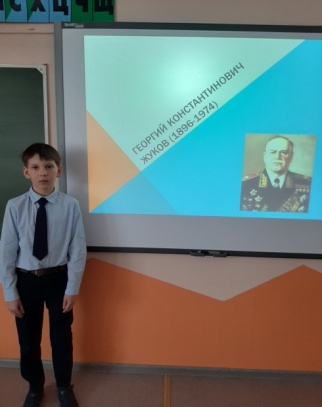 С Х Ц Ч Щ
ГЕОРГИЙ КОНСТАНТИНОВИЧ
ЖУКОВ (1896-1974)